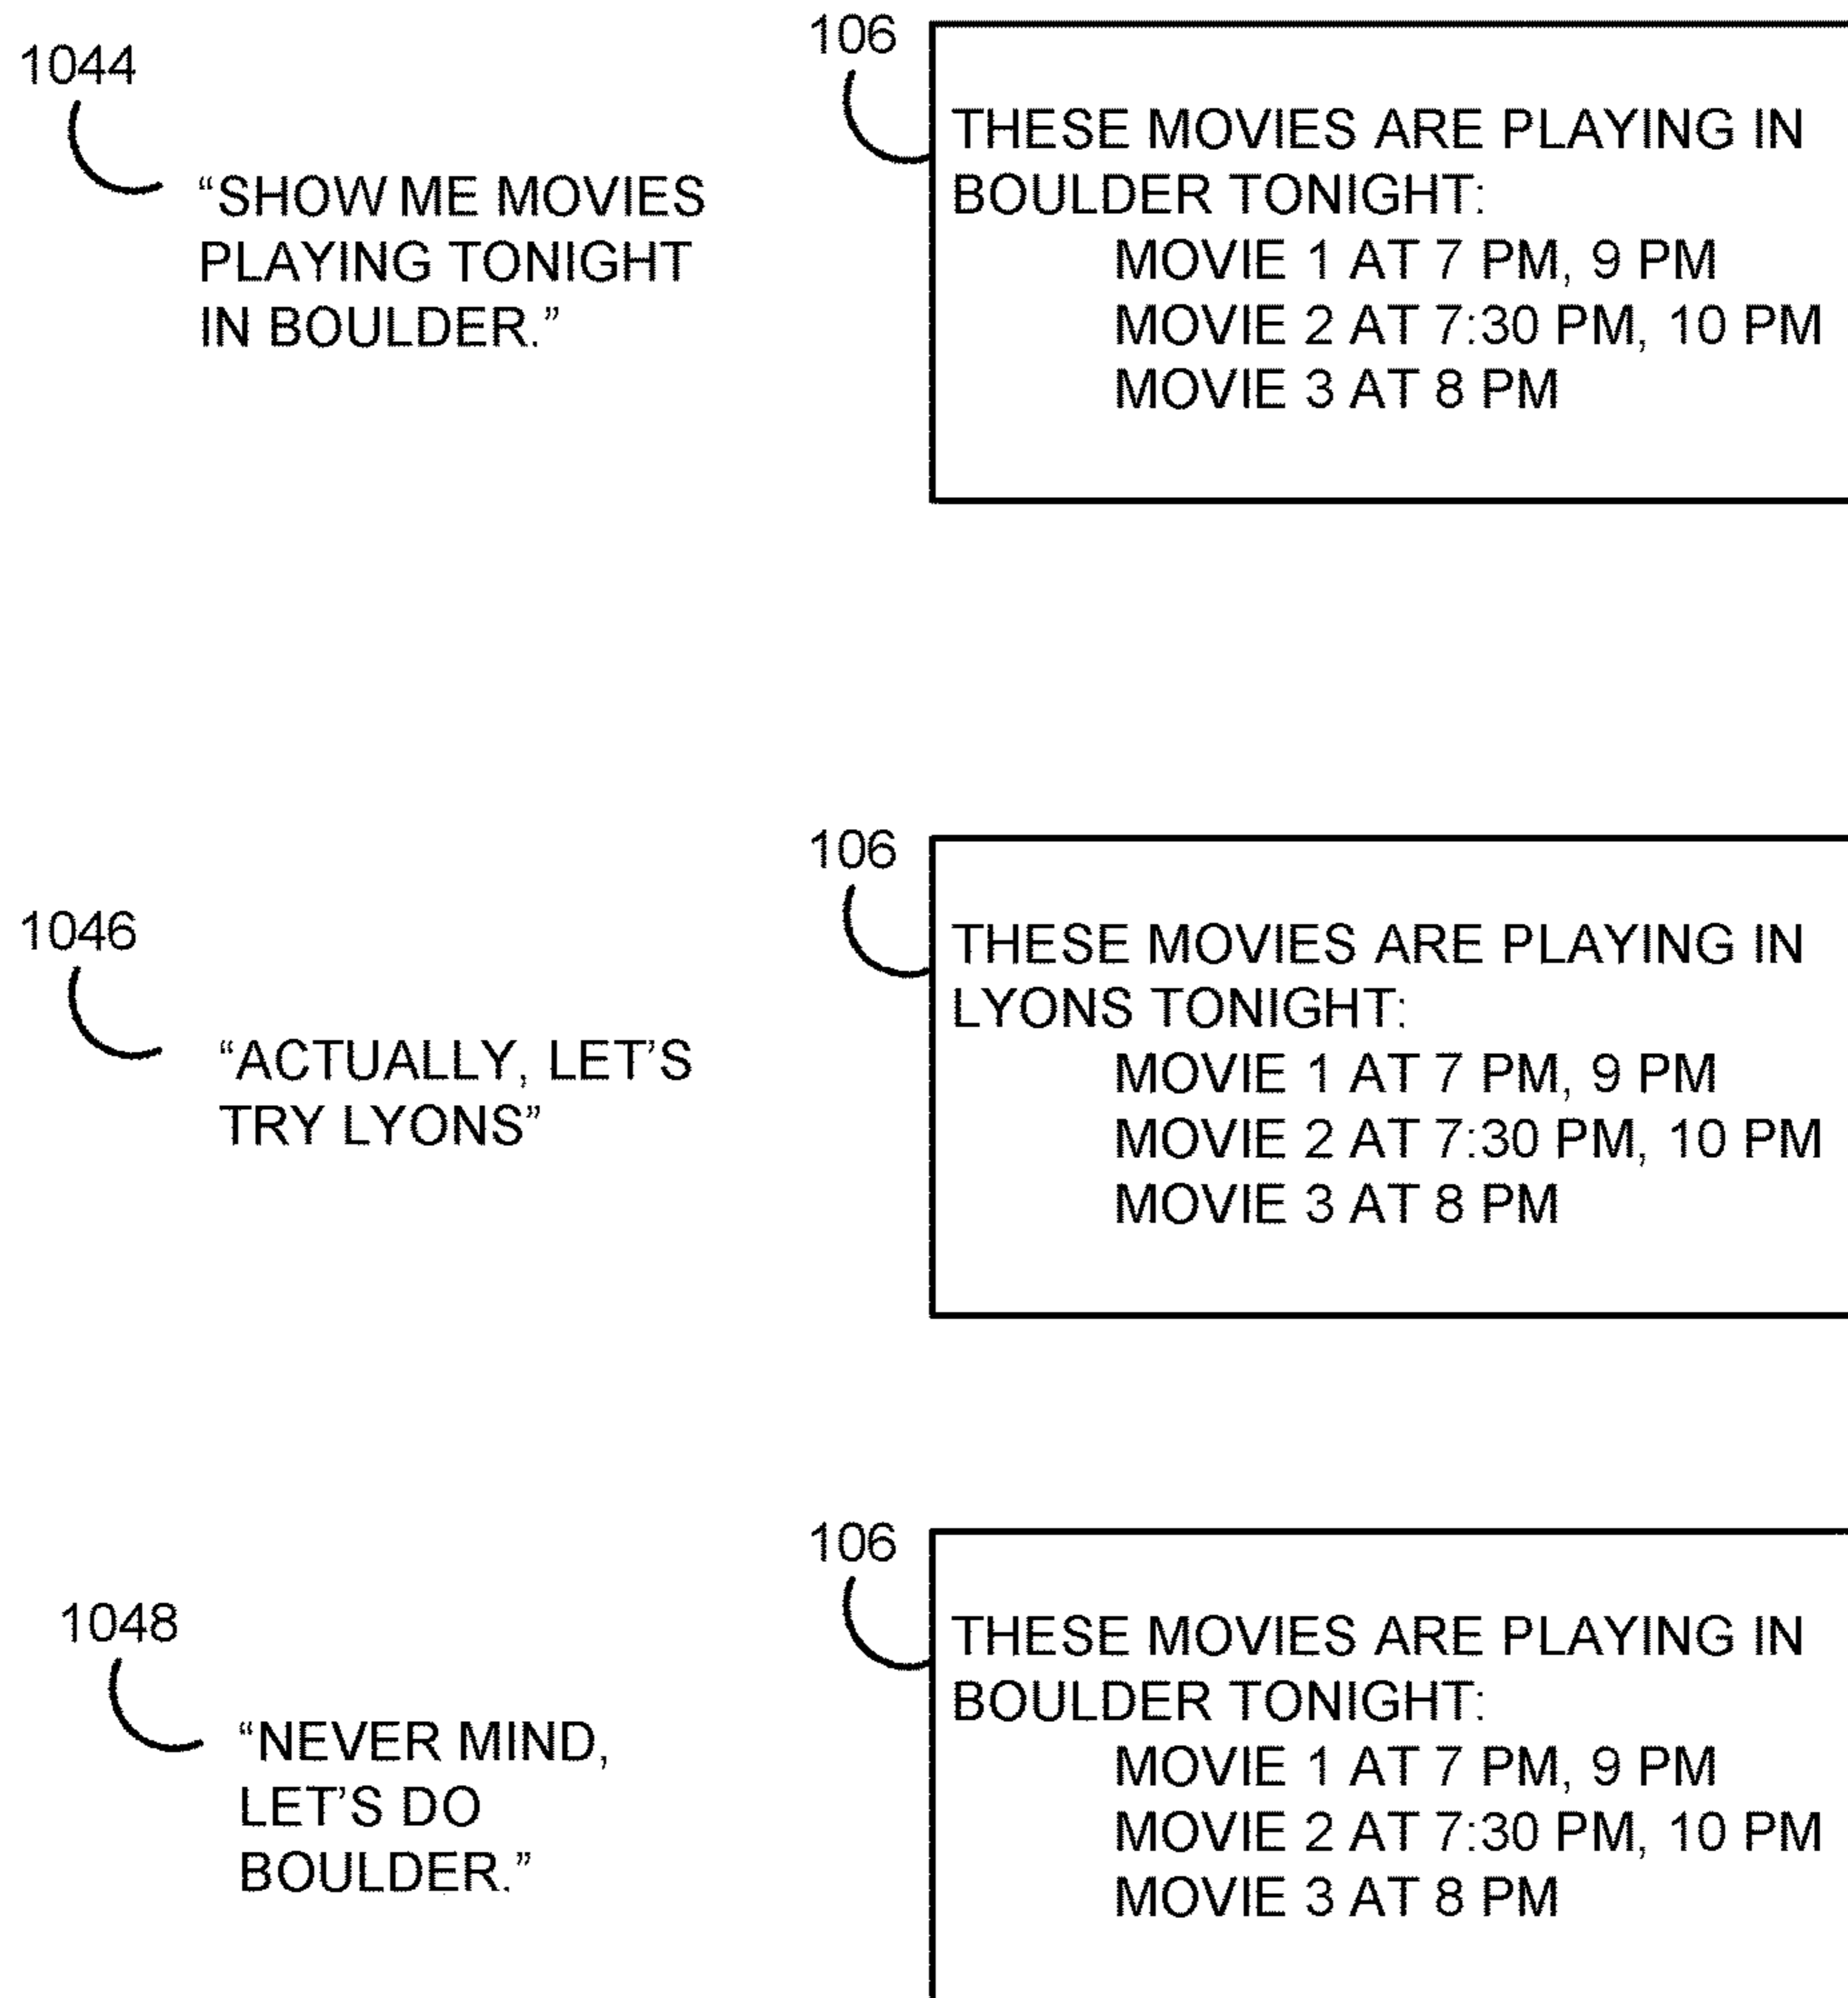 1044
“SHOW ME MOVIES
PLAYING TONIGHT
IN BOULDER.”
106
THESE MOVIES ARE PLAYING IN
BOULDER TONIGHT:
MOVIE 1 AT 7 PM, 9 PM
MOVIE 2 AT 7:30 PM, 10 PM
MOVIE 3 AT 8 PM
1046
“ACTUALLY, LET’S
TRY LYONS”
106
THESE MOVIES ARE PLAYING IN
LYONS TONIGHT:
MOVIE 1 AT 7 PM, 9 PM
MOVIE 2 AT 7:30 PM, 10 PM
MOVIE 3 AT 8 PM
1048
“NEVER MIND,
LET’S DO
BOULDER.”
106
THESE MOVIES ARE PLAYING IN
BOULDER TONIGHT:
MOVIE 1 AT 7 PM, 9 PM
MOVIE 2 AT 7:30 PM, 10 PM
MOVIE 3 AT 8 PM